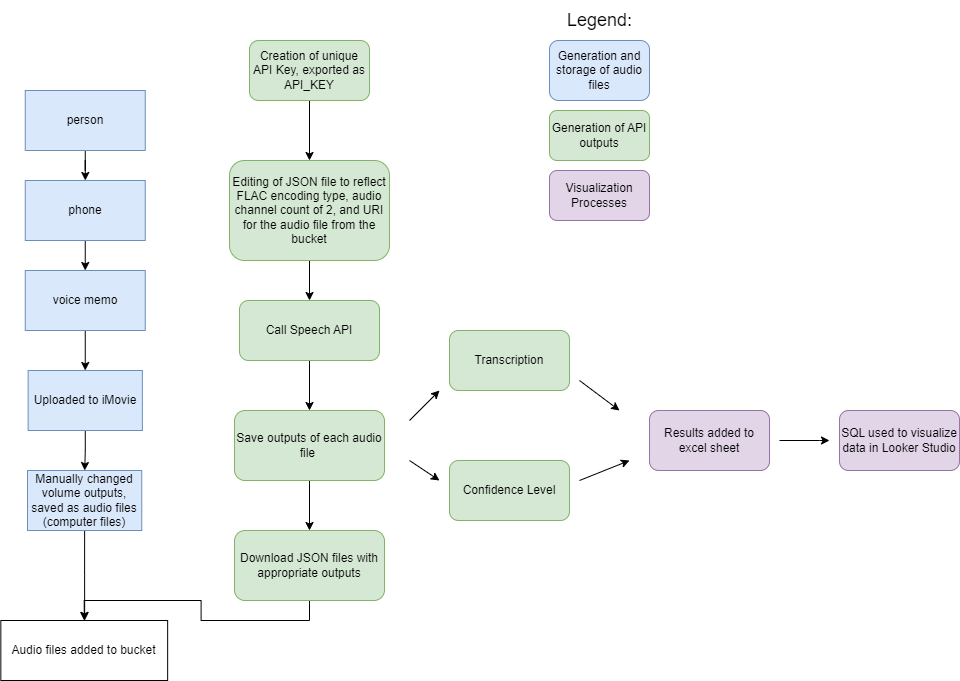 Legend:
Creation of unique
API Key, exported as
API_KEY
Generation and
storage of audio
files
person
Generation of API
outputs
Editing of JSON file to reflect
FLAC encoding type, audio
channel count of 2, and URI
for the audio file from the
bucket
Visualization
Processes
phone
voice memo
Call Speech API
Transcription
Uploaded to iMovie
Save outputs of each audio
file
Results added to
excel sheet
SQL used to visualize
data in Looker Studio
Manually changed
volume outputs,
saved as audio files
(computer files)
Confidence Level
Download JSON files with
appropriate outputs
Audio files added to bucket